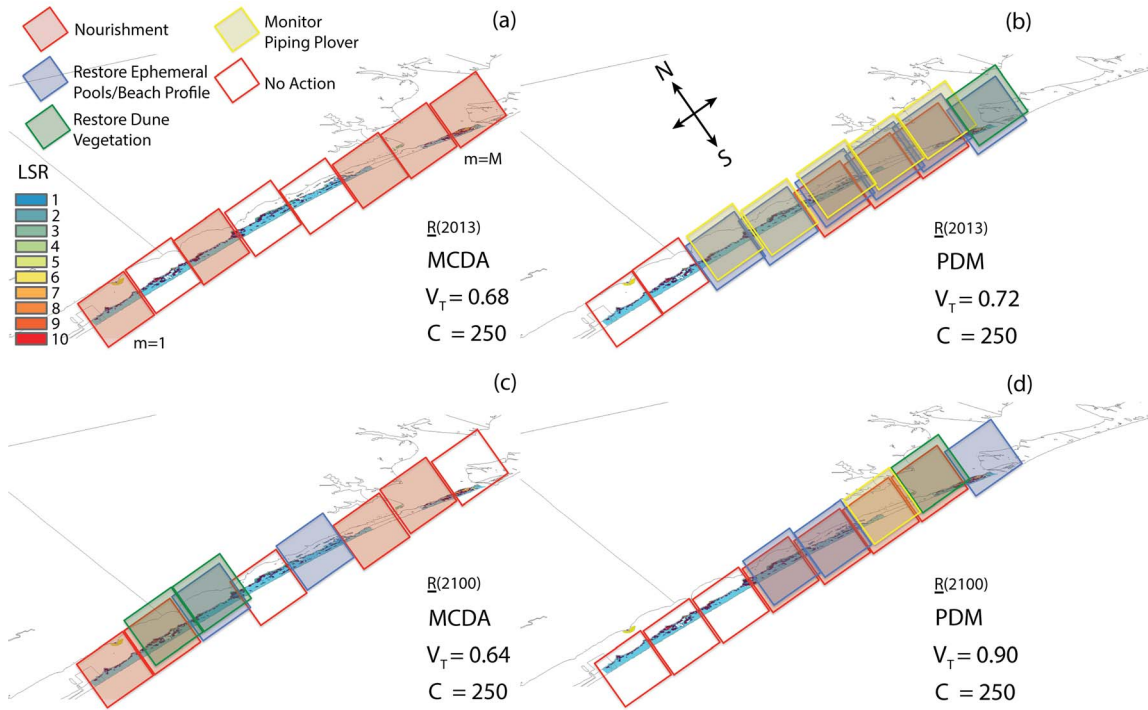 (a)
Nourishment
Monitor
Piping Plover
Restore Ephemeral
Pools/Beach Profile
No Action
Restore Dune
Vegetation
LSR
1
2
3
4
5
6
7
8
9
10
m=1
m=M
R(2013)
MCDA
V_T = 0.68
C = 250
(b)
N
S
R(2013)
PDM
V_T = 0.72
C = 250
(c)
R(2100)
MCDA
V_T = 0.64
C = 250
(d)
R(2100)
PDM
V_T = 0.90
C = 250